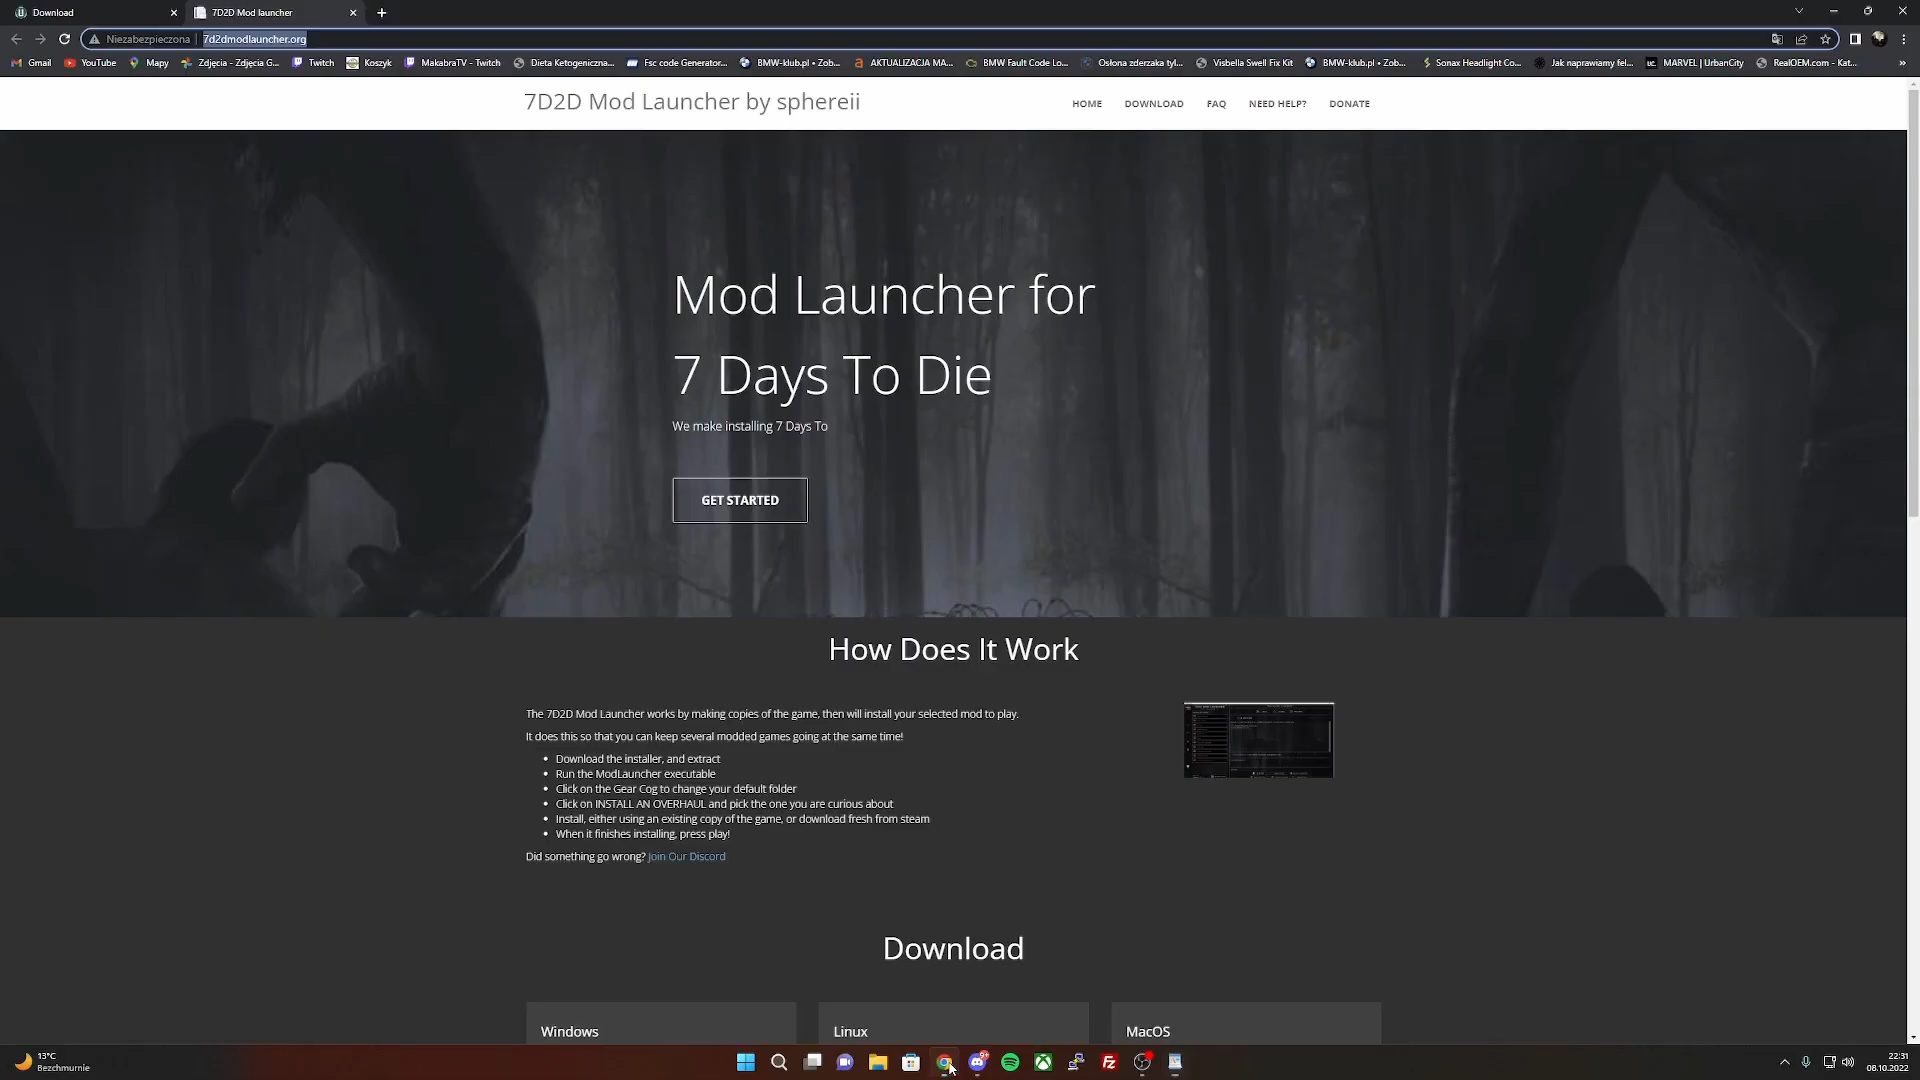 Download
7D2D Mod launcher
Niezabezpieczona
7d2dmodlauncher.org
Gmail
YouTube
Mapy
Zdjęcia - Zdjęcia G...
Twitch
Koszyk
MakabraTV - Twitch
Dieta Ketogeniczna...
Fsc code Generator...
BMW-klub.pl • Zob...
AKTUALIZACJA MA...
BMW Fault Code Lo...
Osłona zderzaka tyl...
Visbella Swell Fix Kit
BMW-klub.pl • Zob...
Sonax Headlight Co...
Jak naprawiamy fel...
MARVEL | UrbanCity
RealOEM.com - Kat...
7D2D Mod Launcher by sphereii
HOME
DOWNLOAD
FAQ
NEED HELP?
DONATE
Mod Launcher for
7 Days To Die
We make installing 7 Days To
GET STARTED
How Does It Work
The 7D2D Mod Launcher works by making copies of the game, then will install your selected mod to play.
It does this so that you can keep several modded games going at the same time!
• Download the installer, and extract
• Run the ModLauncher executable
• Click on the Gear Cog to change your default folder
• Click on INSTALL AN OVERHAUL and pick the one you are curious about
• Install, either using an existing copy of the game, or download fresh from steam
• When it finishes installing, press play!
Did something go wrong? Join Our Discord
Download
Windows
Linux
MacOS
13°C
Bezchmurnie
22:31
08.10.2022